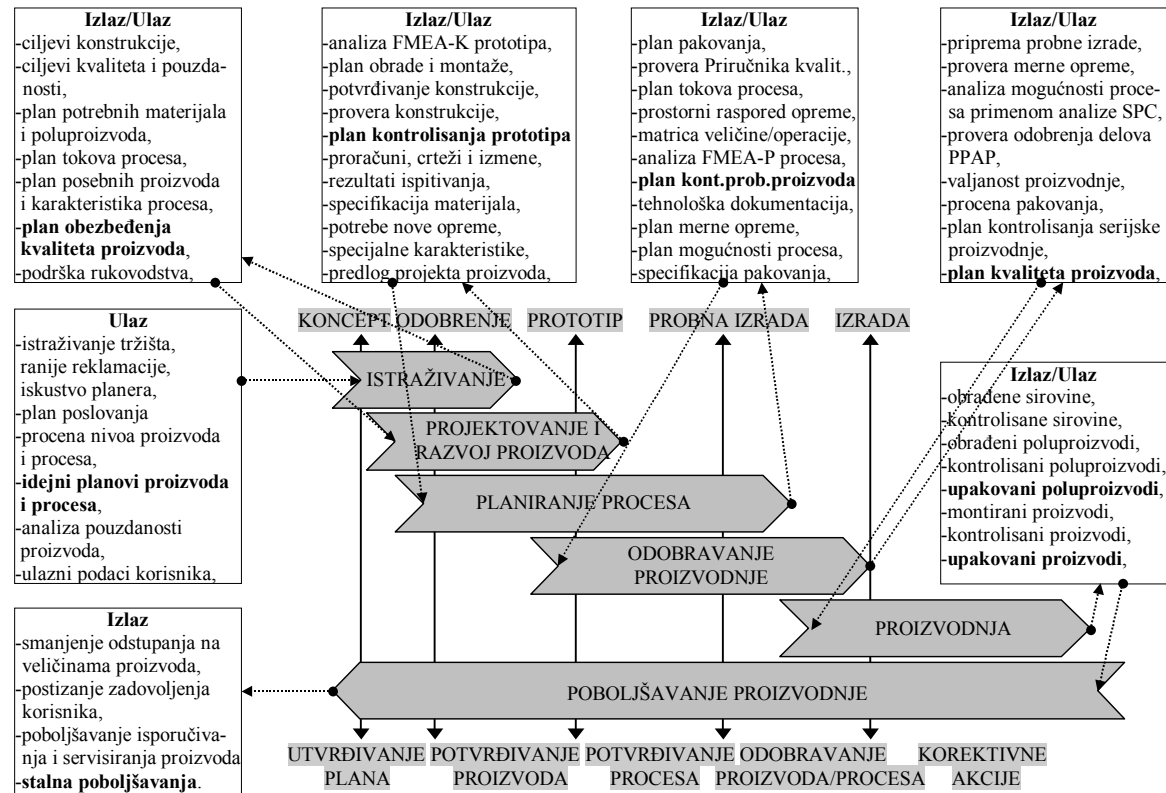 Izlaz/Ulaz
-ciljevi konstrukcije,
-ciljevi kvaliteta i pouzda-
nosti,
-plan potrebnih materijala
i poluproizvoda,
-plan tokova procesa,
-plan posebnih proizvoda
i karakteristika procesa,
-plan obezbeđenja
kvaliteta proizvoda,
-podrška rukovodstva,
Izlaz/Ulaz
-analiza FMEA-K prototipa,
-plan obrade i montaže,
-potvrđivanje konstrukcije,
-provera konstrukcije,
-plan kontrolisanja prototipa
-proračuni, crteži i izmene,
-rezultati ispitivanja,
-specifikacija materijala,
-potrebe nove opreme,
-specijalne karakteristike,
-predlog projekta proizvoda,
Izlaz/Ulaz
-plan pakovanja,
-provera Priručnika kvalit.,
-plan tokova procesa,
-prostorni raspored opreme,
-matrica veličine/operacije,
-analiza FMEA-P procesa,
-plan kont.prob.proizvoda
-tehnološka dokumentacija,
-plan merne opreme,
-plan mogućnosti procesa,
-specifikacija pakovanja,
Izlaz/Ulaz
-priprema probne izrade,
-provera merne opreme,
-analiza mogućnosti proce-
sa primenom analize SPC,
-provera odobrenja delova
PPAP,
-valjanost proizvodnje,
-procena pakovanja,
-plan kontrolisanja serijske
proizvodnje,
-plan kvaliteta proizvoda,
Ulaz
-istraživanje tržišta,
ranije reklamacije,
iskustvo planera,
-plan poslovanja
-procena nivoa proizvoda
i procesa,
-idejni planovi proizvoda
i procesa,
-analiza pouzdanosti
proizvoda,
-ulazni podaci korisnika,
KONCEPT ODOBRENJE PROTOTIP PROBNA IZRADA IZRADA
ISTRAŽIVANJE
PROJEKTOVANJE I
RAZVOJ PROIZVODA
PLANIRANJE PROCESA
ODOBRAVANJE
PROIZVODNJE
PROIZVODNJA
POBOLJŠAVANJE PROIZVODNJE
Izlaz/Ulaz
-obrađene sirovine,
-kontrolisane sirovine,
-obrađeni poluproizvodi,
-kontrolisani poluproizvodi,
-upakovani poluproizvodi,
-montirani proizvodi,
-kontrolisani proizvodi,
-upakovani proizvodi,
Izlaz
-smanjenje odstupanja na
veličinama proizvoda,
-postizanje zadovoljenja
korisnika,
-poboljšavanje isporučiva-
nja i servisiranja proizvoda
-stalna poboljšavanja.
UTVRĐIVANJE
PLANA
POTVRĐIVANJE
PROIZVODA
POTVRĐIVANJE
PROCESA
ODOBRAVANJE
PROIZVODA/PROCESA
KOREKTIVNE
AKCIJE